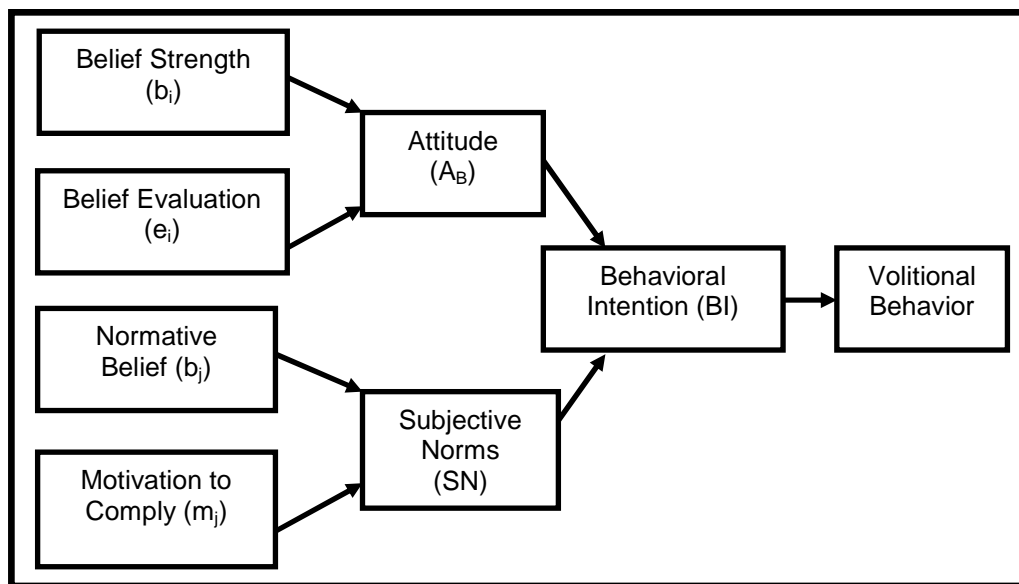 Belief Strength
(bᵢ)
Belief Evaluation
(eᵢ)
Normative
Belief (bⱼ)
Motivation to
Comply (mⱼ)
Attitude
(A_B)
Subjective
Norms
(SN)
Behavioral
Intention (BI)
Volitional
Behavior